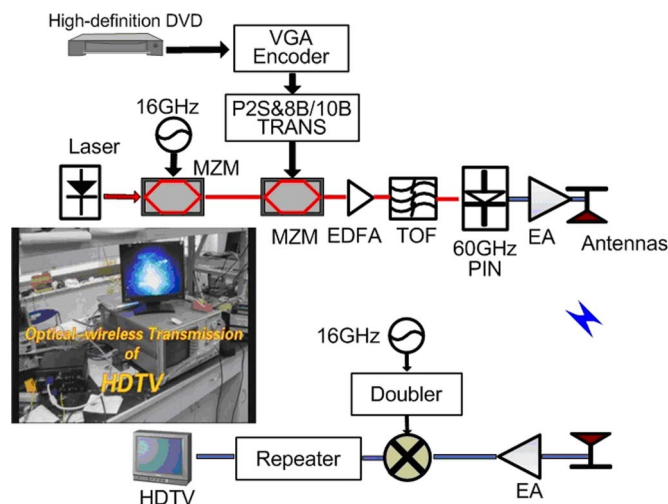 High-definition DVD
VGA
Encoder
P2S&8B/10B
TRANS
16GHz
Laser
MZM
MZM
EDFA
TOF
60GHz
PIN
EA
Antennas
Optical -wireless Transmission
of
HDTV
16GHz
Doubler
Repeater
EA
HDTV